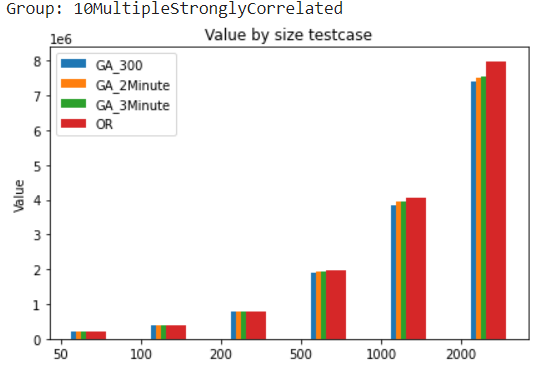 Group: 10MultipleStronglyCorrelated
Value by size testcase
1e6
GA_300
GA_2Minute
GA_3Minute
OR
Value
8
7
6
5
4
3
2
1
0
50 100 200 500 1000 2000